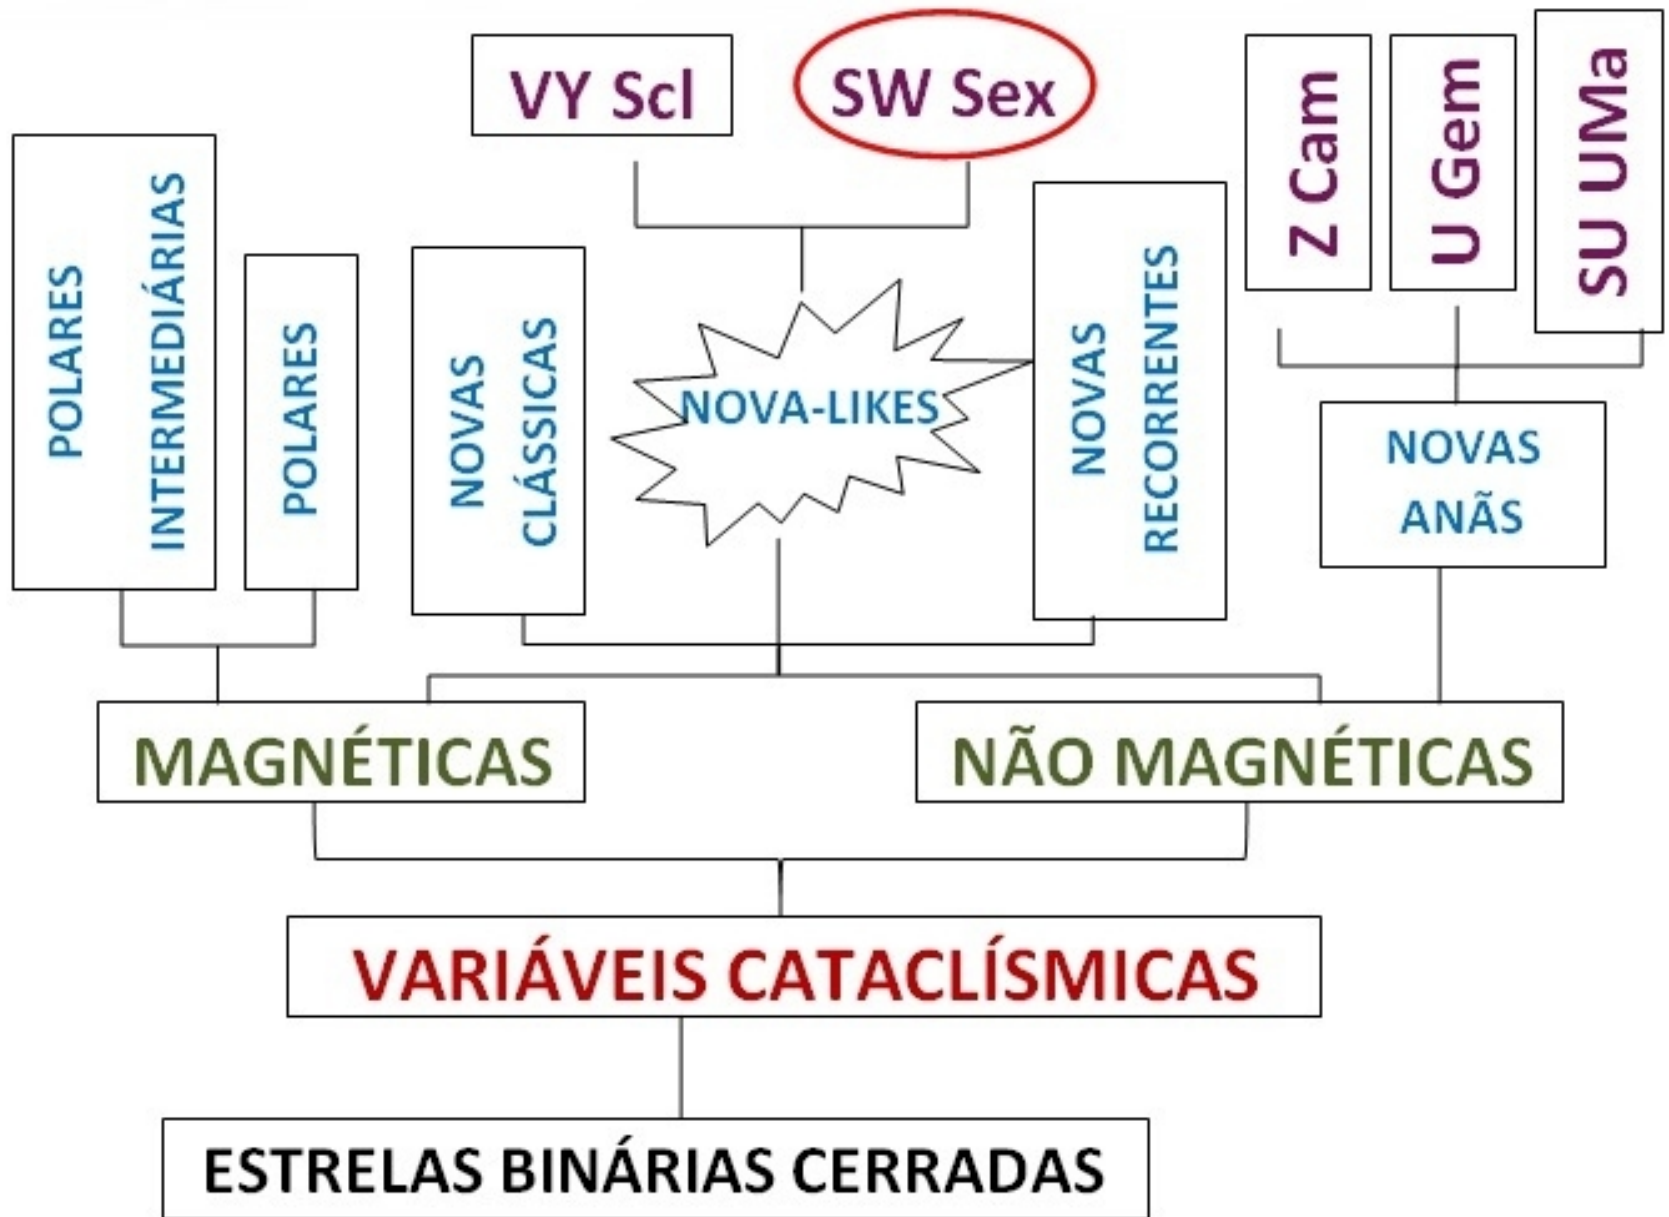 VY Scl
SW Sex
Z Cam
U Gem
SU UMa
POLARES
INTERMEDIÁRIAS
POLARES
NOVAS
CLÁSSICAS
NOVA-LIKES
NOVAS
RECORRENTES
NOVAS
ANÃS
MAGNÉTICAS
NÃO MAGNÉTICAS
VARIÁVEIS CATACLÍSMICAS
ESTRELAS BINÁRIAS CERRADAS